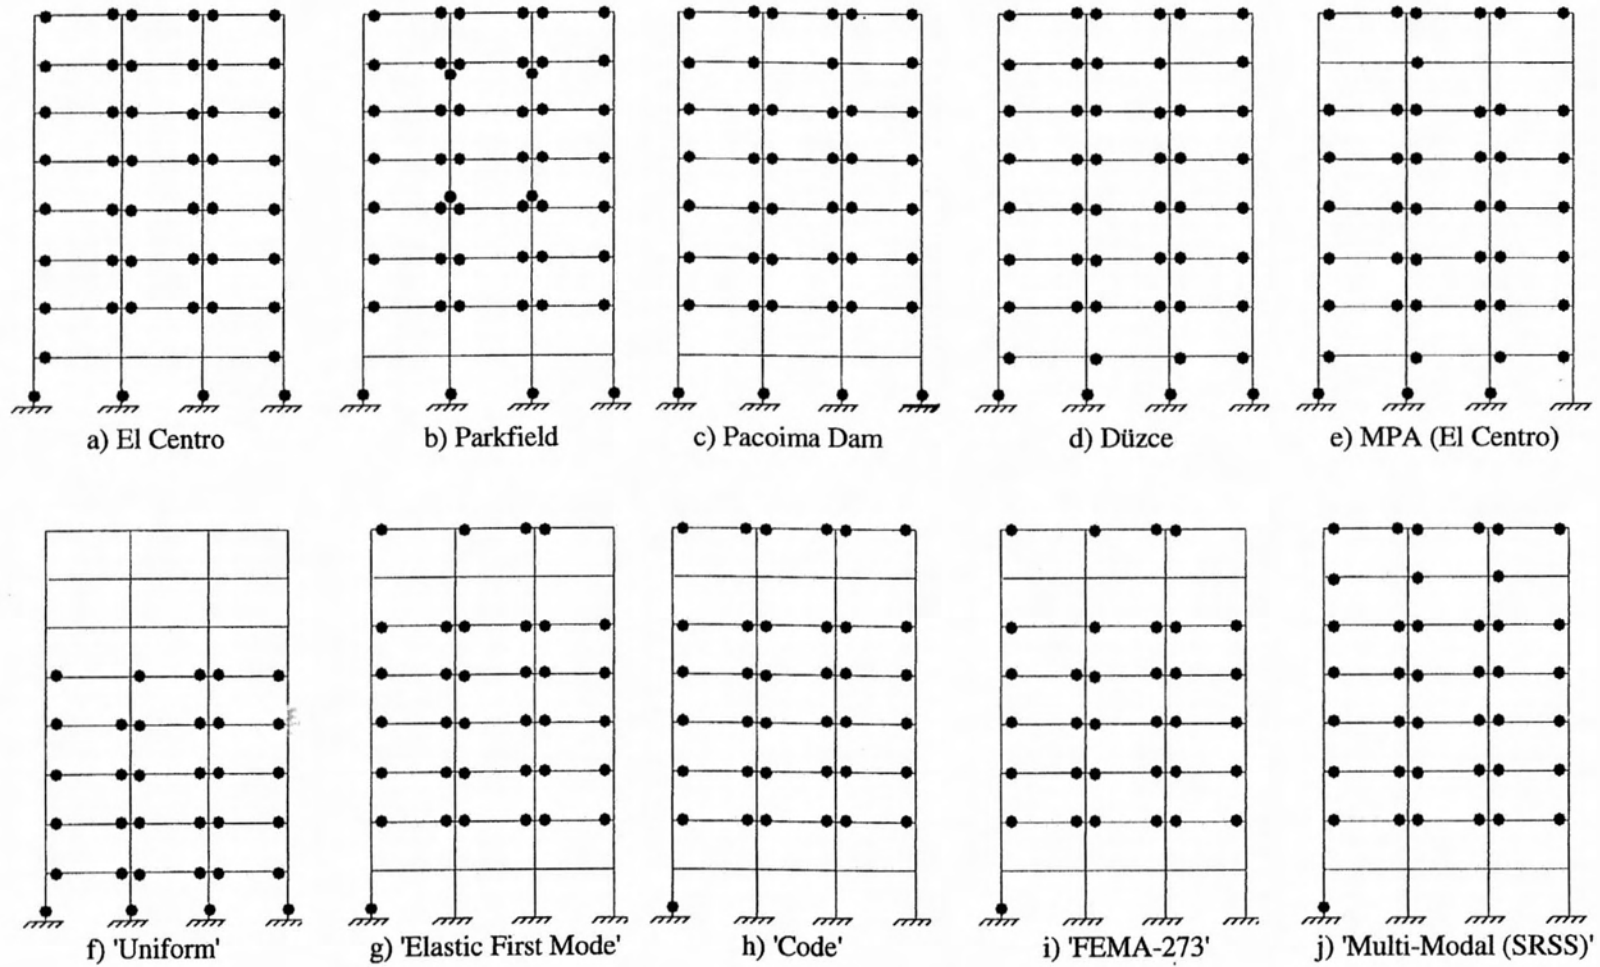 a) El Centro
b) Parkfield
c) Pacoima Dam
d) Düzce
e) MPA (El Centro)
f) 'Uniform'
g) 'Elastic First Mode'
h) 'Code'
i) 'FEMA-273'
j) 'Multi-Modal (SRSS)'